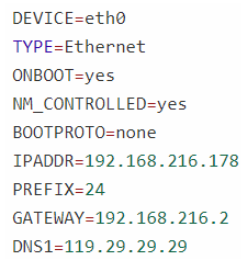 DEVICE=eth0
TYPE=Ethernet
ONBOOT=yes
NM_CONTROLLED=yes
BOOTPROTO=none
IPADDR=192.168.216.178
PREFIX=24
GATEWAY=192.168.216.2
DNS1=119.29.29.29